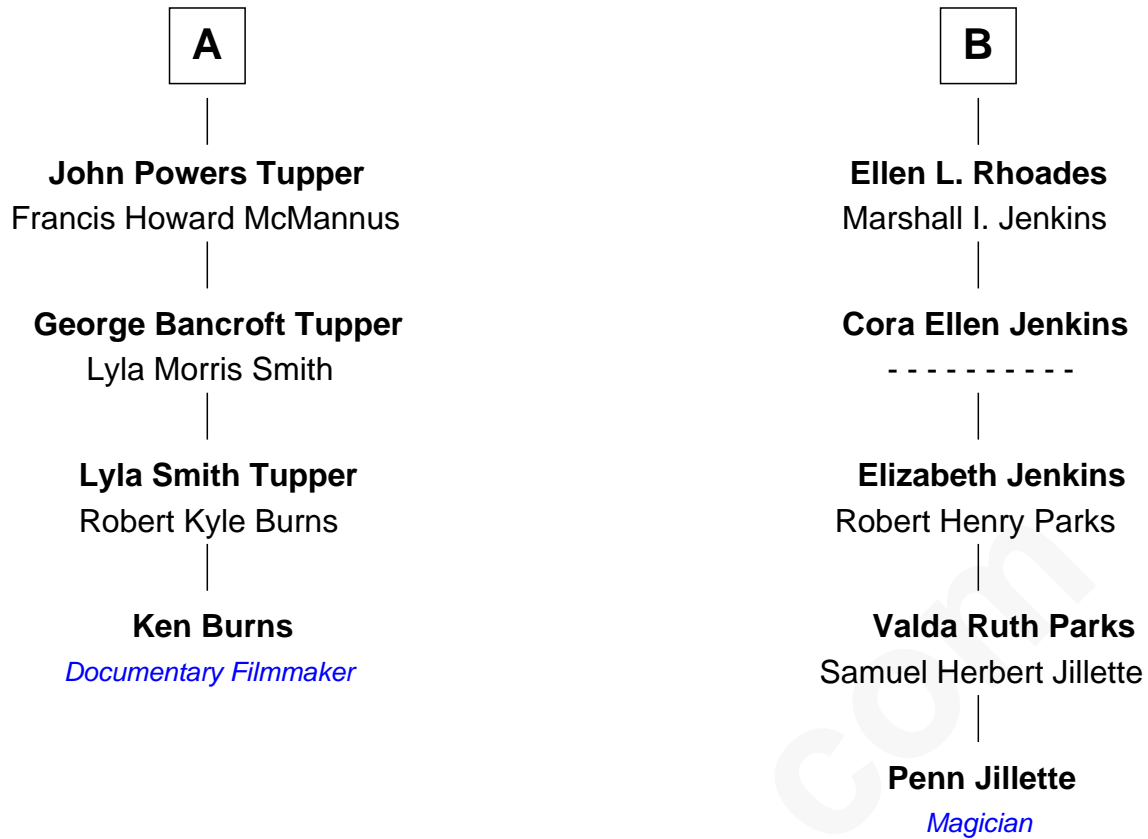 A
John Powers Tupper
Francis Howard McMannus
George Bancroft Tupper
Lyla Morris Smith
Lyla Smith Tupper
Robert Kyle Burns
Ken Burns
Documentary Filmmaker
B
Ellen L. Rhoades
Marshall I. Jenkins
Cora Ellen Jenkins
- - - - - - - - - -
Elizabeth Jenkins
Robert Henry Parks
Valda Ruth Parks
Samuel Herbert Jillette
Penn Jillette
Magician
com